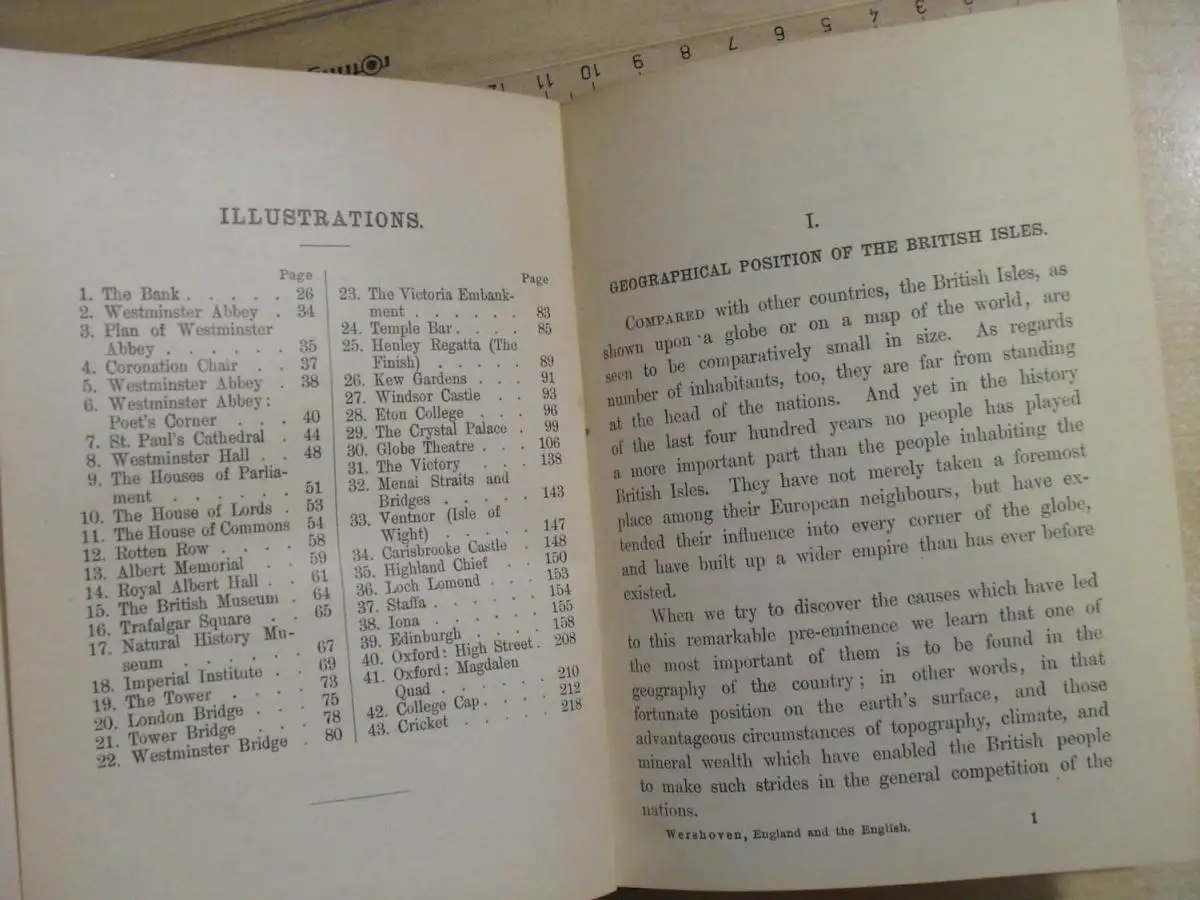 rotring
12 11 10 9 8 7 6 5 4 3
ILLUSTRATIONS.
Page
1. The Bank . . . . . 26
2. Westminster Abbey . 34
3. Plan of Westminster
Abbey . . . . . . 35
4. Coronation Chair . . 37
5. Westminster Abbey . 38
6. Westminster Abbey:
Poet's Corner . . . 40
7. St. Paul's Cathedral . 44
8. Westminster Hall . . 48
9. The Houses of Parlia-
ment . . . . . . 51
10. The House of Lords . 53
11. The House of Commons 54
12. Rotten Row . . . . 58
13. Albert Memorial . . 59
14. Royal Albert Hall . . 61
15. The British Museum . 64
16. Trafalgar Square . . 65
17. Natural History Mu-
seum . . . . . . 67
18. Imperial Institute . . 69
19. The Tower . . . . 73
20. London Bridge . . . 75
21. Tower Bridge . . . 78
22. Westminster Bridge . 80
Page
23. The Victoria Embank-
ment . . . . . . 83
24. Temple Bar . . . . 85
25. Henley Regatta (The
Finish) . . . . . 89
26. Kew Gardens . . . 91
27. Windsor Castle . . 93
28. Eton College . . . 96
29. The Crystal Palace . 99
30. Globe Theatre . . . 106
31. The Victory . . . 138
32. Menai Straits and
Bridges . . . . . 143
33. Ventnor (Isle of
Wight) . . . . . 147
34. Carisbrooke Castle . 148
35. Highland Chief . . 150
36. Loch Lomond . . . 153
37. Staffa . . . . . . 154
38. Iona . . . . . . 155
39. Edinburgh . . . . 158
40. Oxford: High Street . 208
41. Oxford: Magdalen
Quad . . . . . . 210
42. College Cap . . . . 212
43. Cricket . . . . . 218
I.
GEOGRAPHICAL POSITION OF THE BRITISH ISLES.
COMPARED with other countries, the British Isles, as
shown upon a globe or on a map of the world, are
seen to be comparatively small in size. As regards
number of inhabitants, too, they are far from standing
at the head of the nations. And yet in the history
of the last four hundred years no people has played
a more important part than the people inhabiting the
British Isles. They have not merely taken a foremost
place among their European neighbours, but have ex-
tended their influence into every corner of the globe,
and have built up a wider empire than has ever before
existed.
When we try to discover the causes which have led
to this remarkable pre-eminence we learn that one of
the most important of them is to be found in the
geography of the country; in other words, in that
fortunate position on the earth's surface, and those
advantageous circumstances of topography, climate, and
mineral wealth which have enabled the British people
to make such strides in the general competition of the
nations.
Wershoven, England and the English. 1